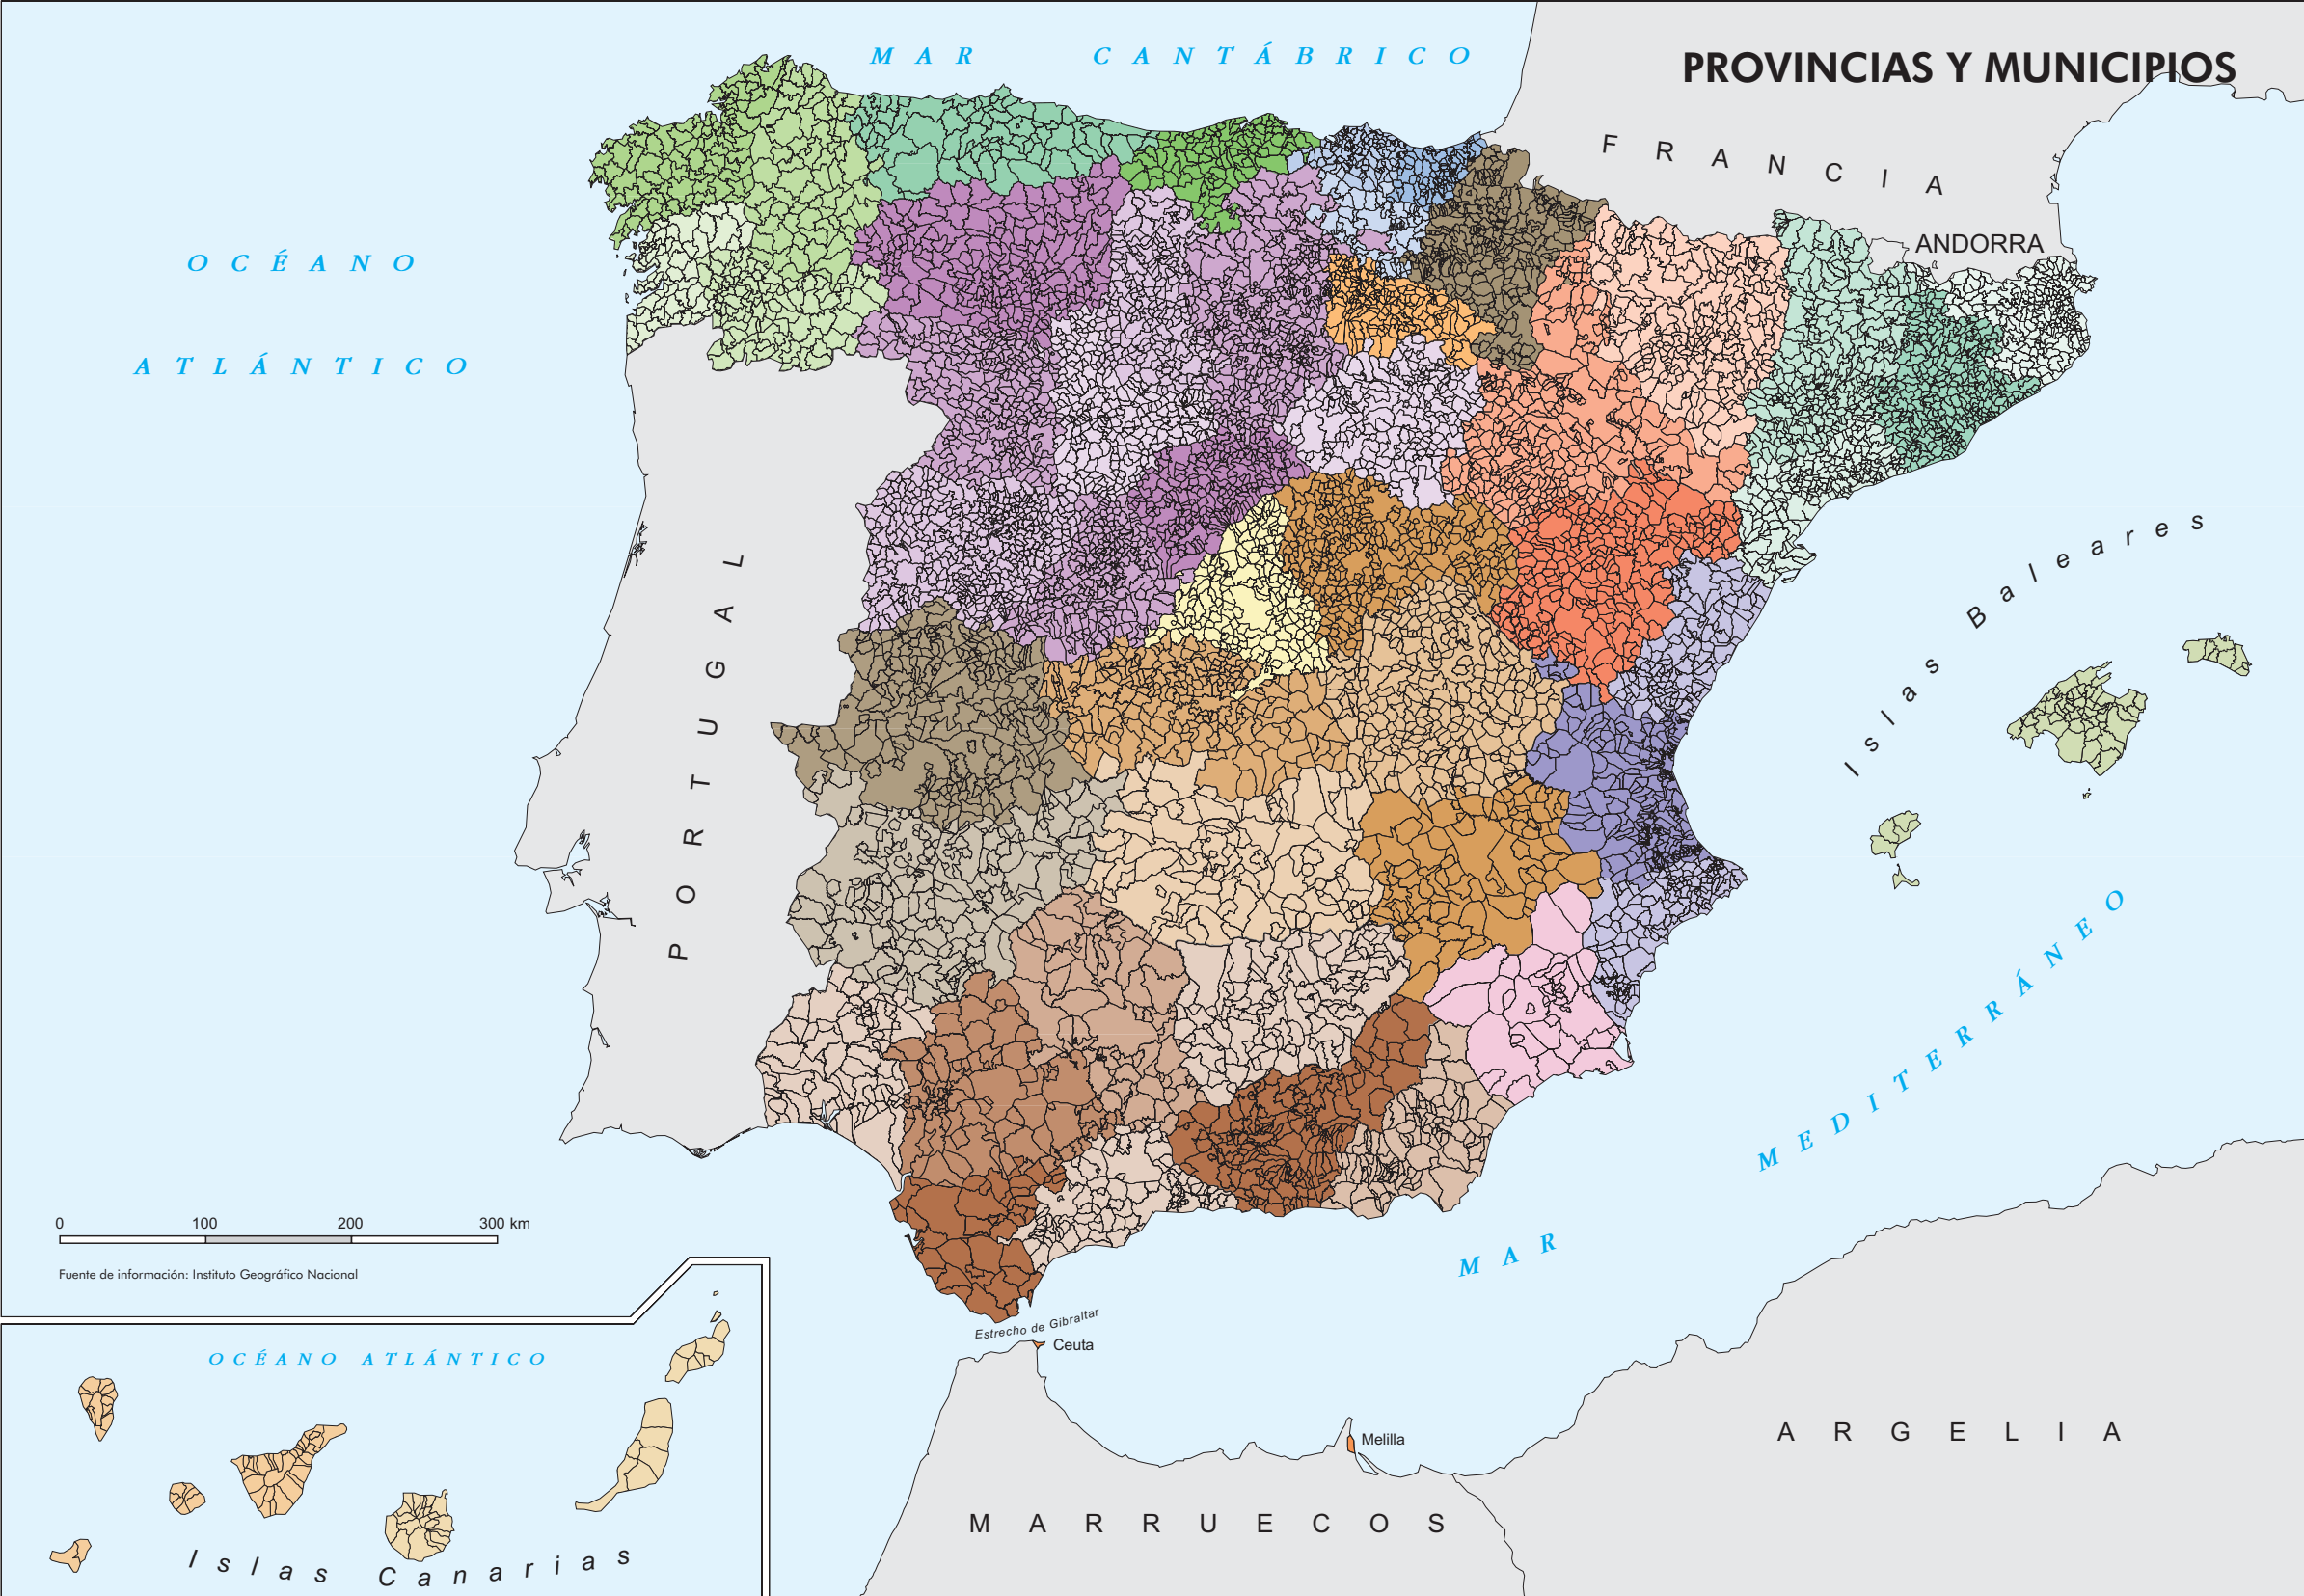 PROVINCIAS Y MUNICIPIOS
MAR CANTÁBRICO
FRANCIA
ANDORRA
OCÉANO
ATLÁNTICO
PORTUGAL
Islas Baleares
MAR MEDITERRÁNEO
0 100 200 300 km
Fuente de información: Instituto Geográfico Nacional
Estrecho de Gibraltar
Ceuta
Melilla
OCÉANO ATLÁNTICO
Islas Canarias
MARRUECOS
ARGELIA